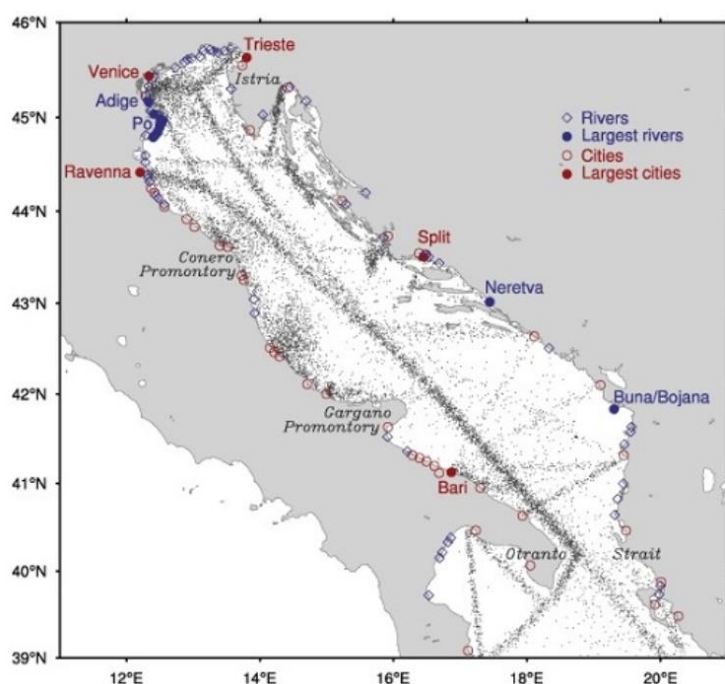 46°N
45°N
44°N
43°N
42°N
41°N
40°N
39°N
12°E
14°E
16°E
18°E
20°E
Trieste
Venice
Istria
Adige
Po
Ravenna
Rivers
Largest rivers
Cities
Largest cities
Split
Conero
Promontory
Neretva
Buna/Bojana
Gargano
Promontory
Bari
Otranto
Strait